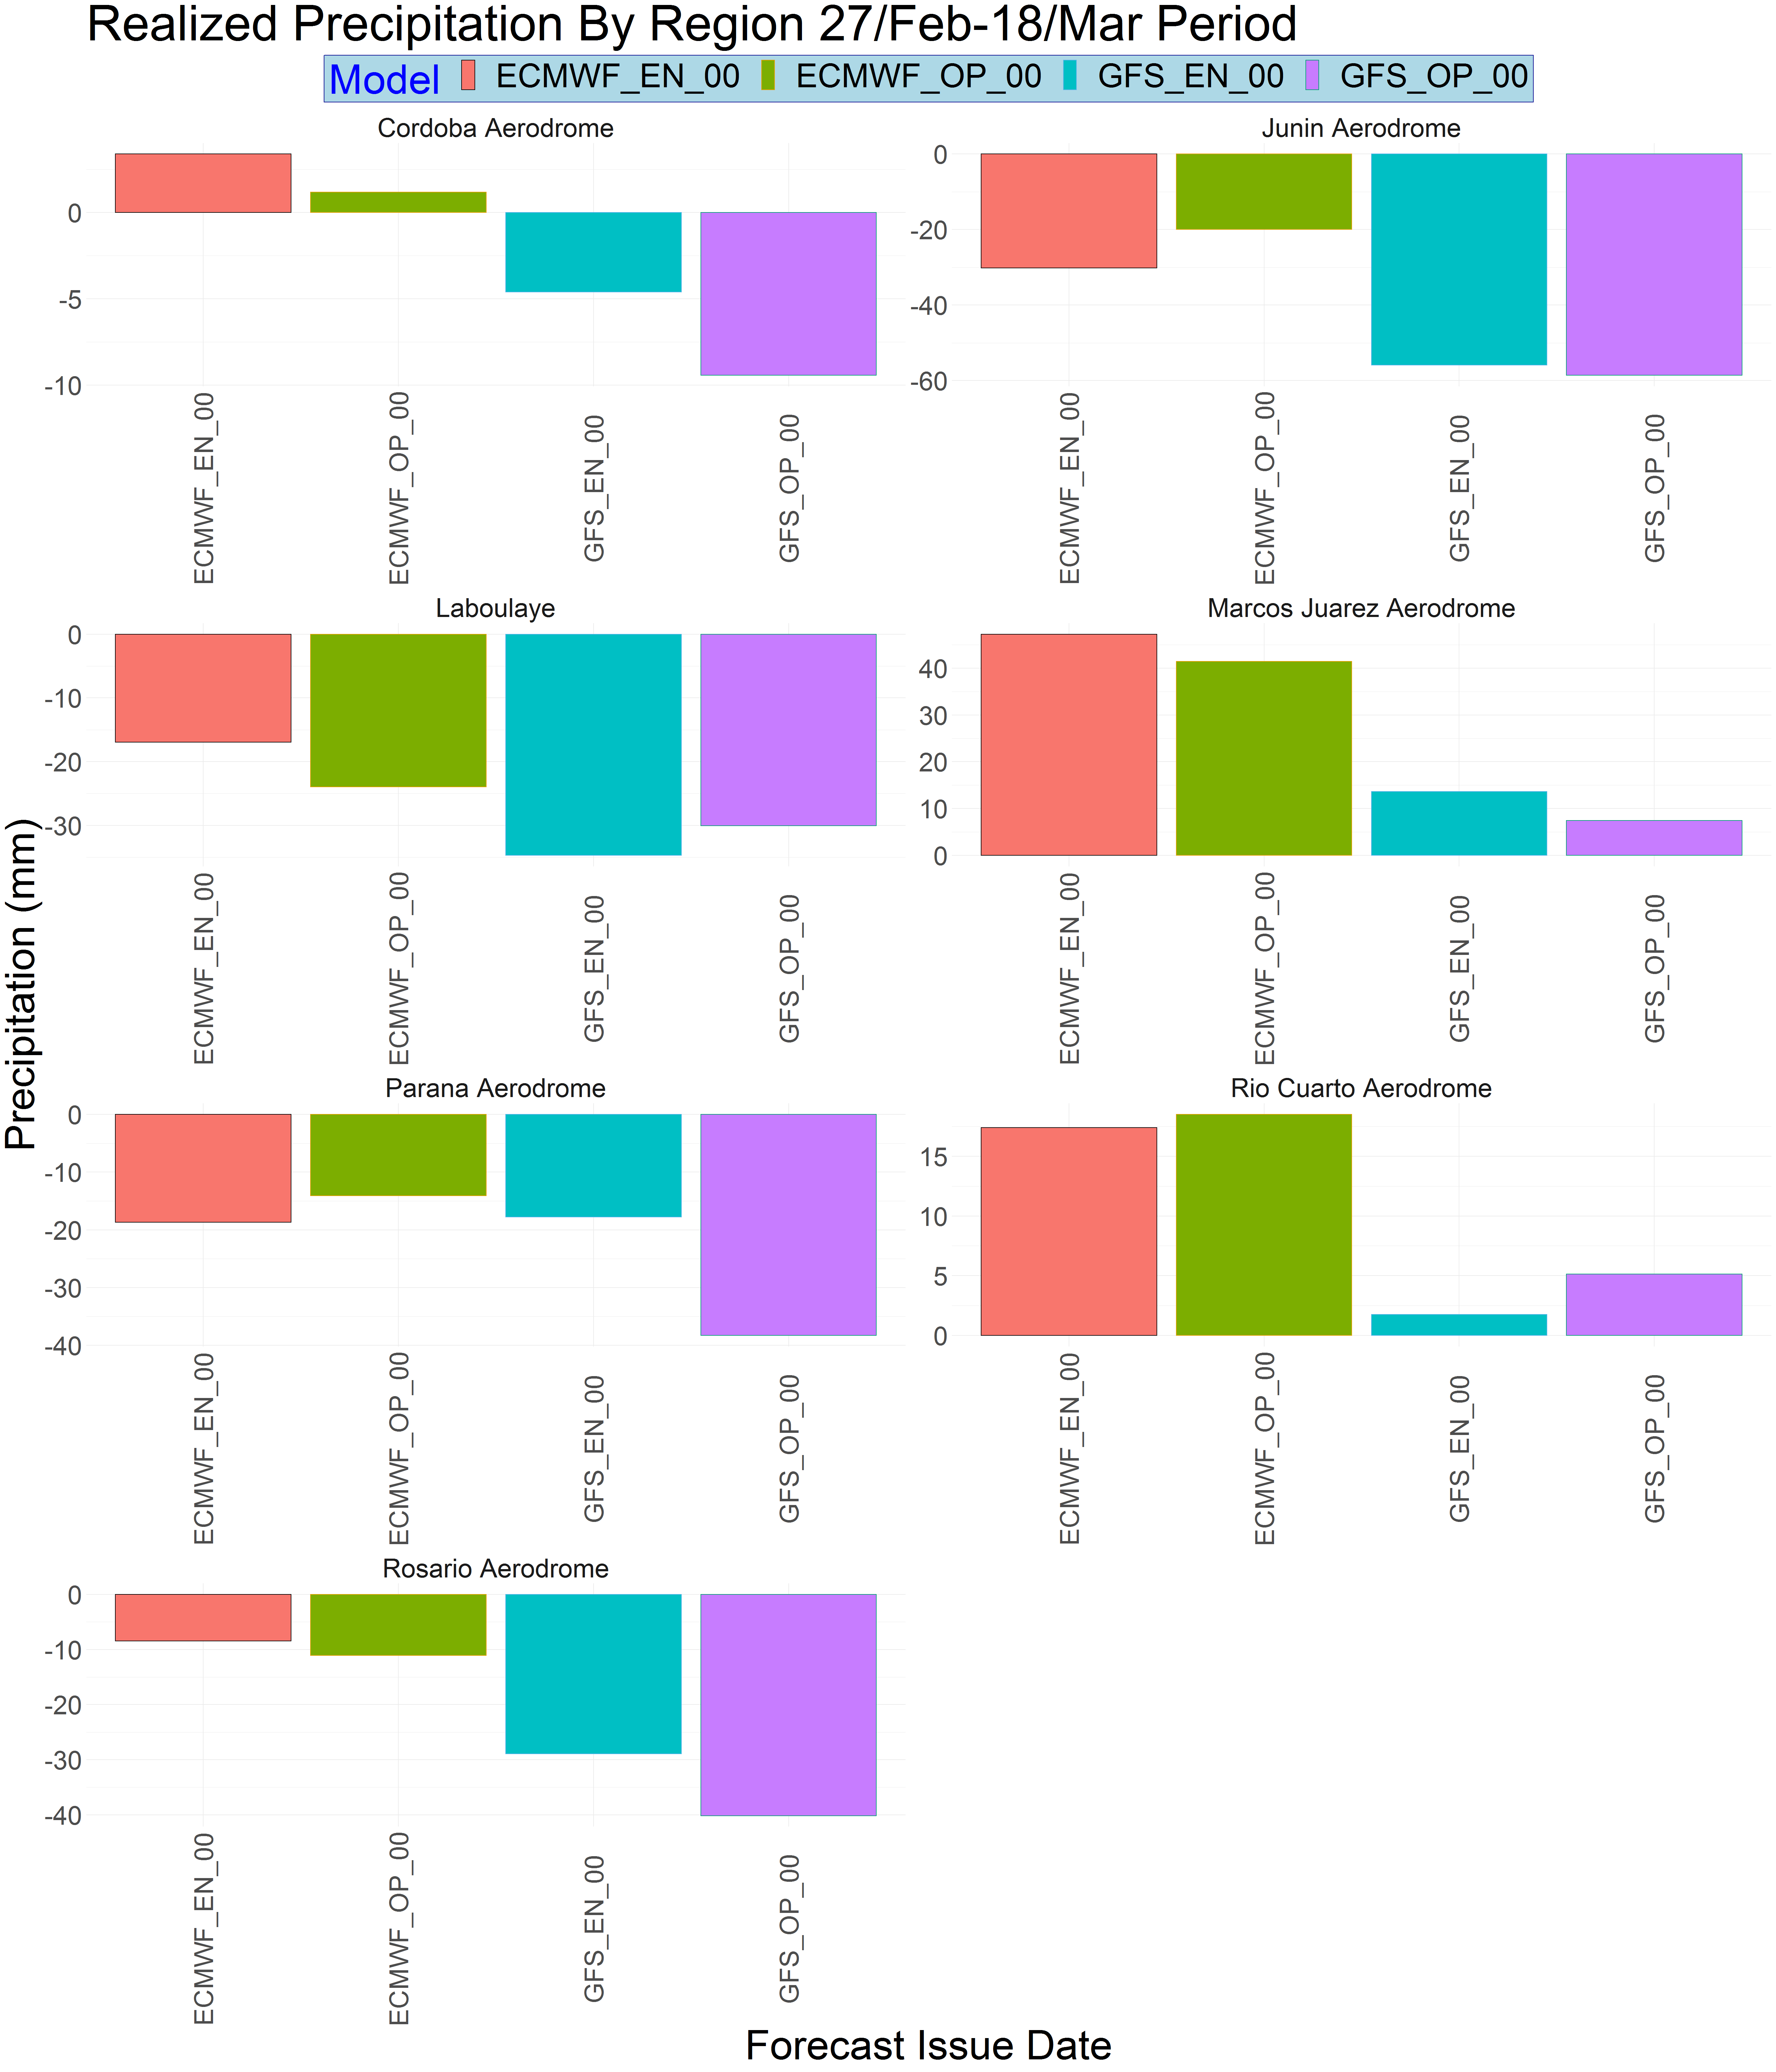 Realized Precipitation By Region 27/Feb-18/Mar Period
Model ECMWF_EN_00 ECMWF_OP_00 GFS_EN_00 GFS_OP_00
Cordoba Aerodrome
0
-5
-10
ECMWF_EN_00
ECMWF_OP_00
GFS_EN_00
GFS_OP_00
Junin Aerodrome
0
-20
-40
-60
ECMWF_EN_00
ECMWF_OP_00
GFS_EN_00
GFS_OP_00
Laboulaye
0
-10
-20
-30
ECMWF_EN_00
ECMWF_OP_00
GFS_EN_00
GFS_OP_00
Marcos Juarez Aerodrome
40
30
20
10
0
ECMWF_EN_00
ECMWF_OP_00
GFS_EN_00
GFS_OP_00
Precipitation (mm)
Parana Aerodrome
0
-10
-20
-30
-40
ECMWF_EN_00
ECMWF_OP_00
GFS_EN_00
GFS_OP_00
Rio Cuarto Aerodrome
15
10
5
0
ECMWF_EN_00
ECMWF_OP_00
GFS_EN_00
GFS_OP_00
Rosario Aerodrome
0
-10
-20
-30
-40
ECMWF_EN_00
ECMWF_OP_00
GFS_EN_00
GFS_OP_00
Forecast Issue Date